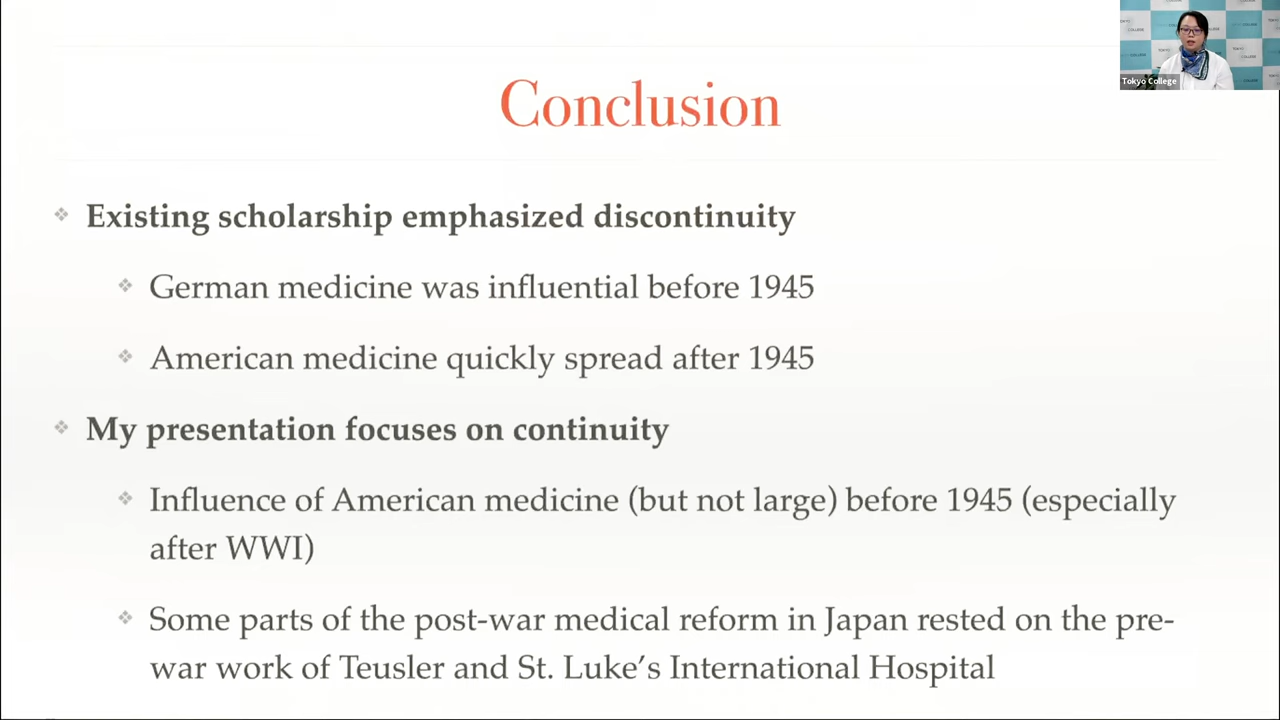 Conclusion
Existing scholarship emphasized discontinuity
German medicine was influential before 1945
American medicine quickly spread after 1945
My presentation focuses on continuity
Influence of American medicine (but not large) before 1945 (especially
after WWI)
Some parts of the post-war medical reform in Japan rested on the pre-
war work of Teusler and St. Luke's International Hospital
Tokyo College